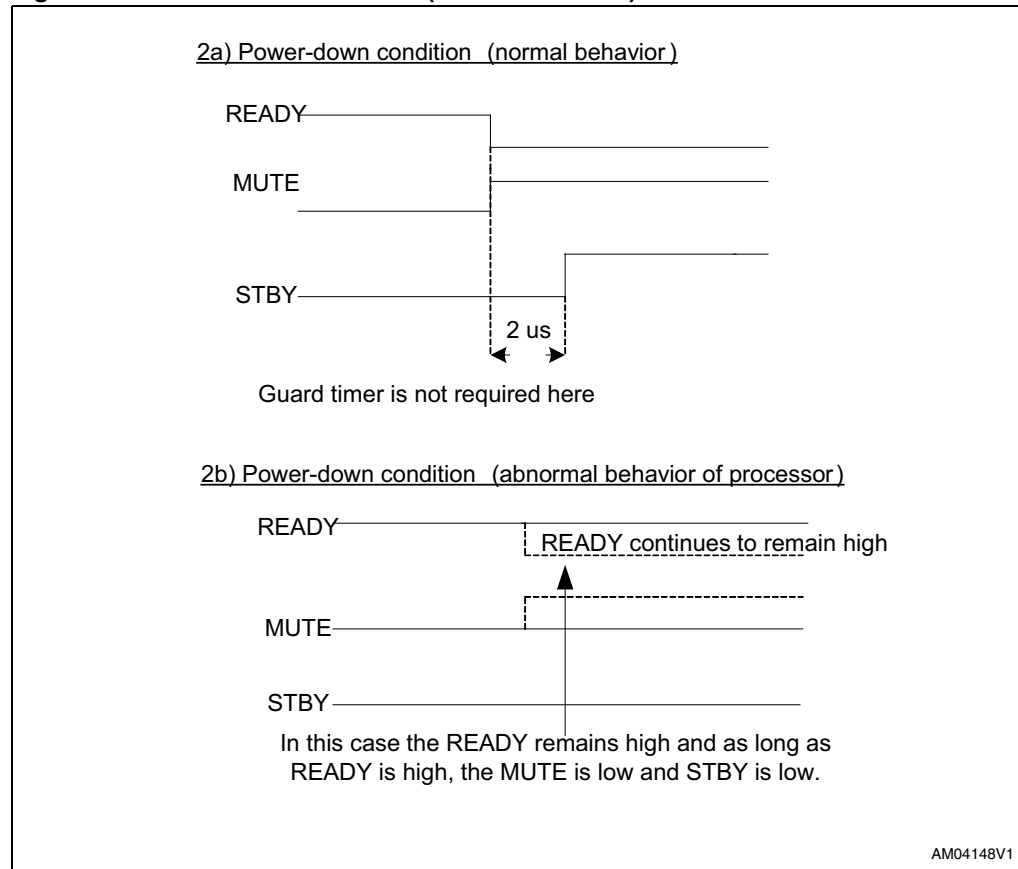 2a) Power-down condition (normal behavior)
READY
MUTE
STBY
2 us
Guard timer is not required here
2b) Power-down condition (abnormal behavior of processor)
READY
READY continues to remain high
MUTE
STBY
In this case the READY remains high and as long as
READY is high, the MUTE is low and STBY is low.
AM04148V1